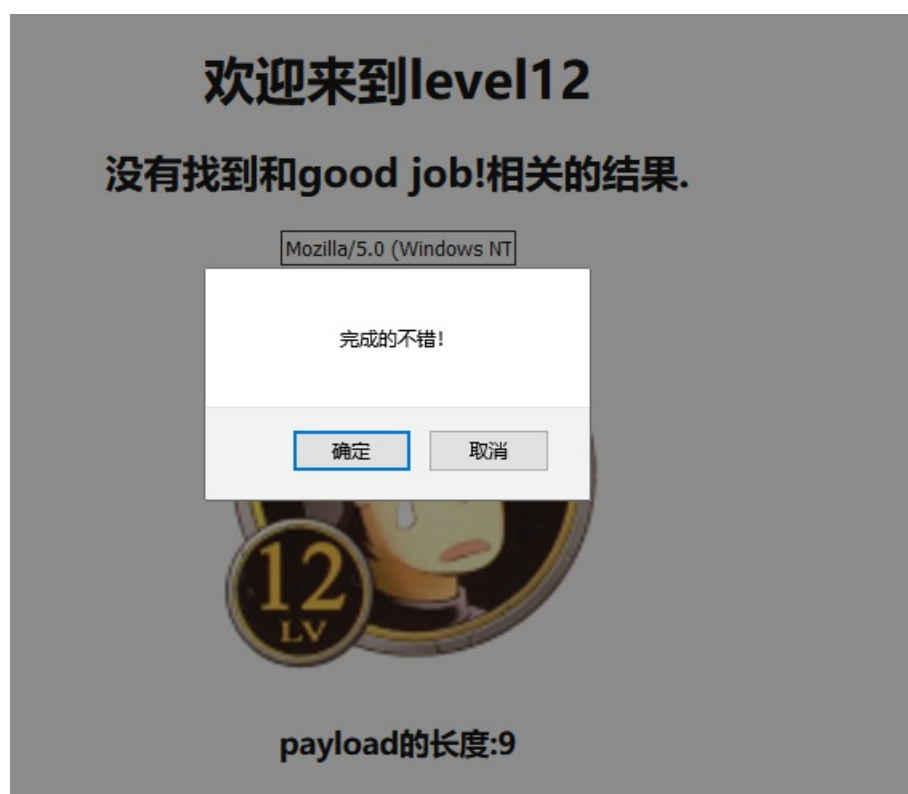 欢迎来到level12
没有找到和good job!相关的结果.
Mozilla/5.0 (Windows NT
完成的不错!
确定
取消
12
LV
payload的长度:9